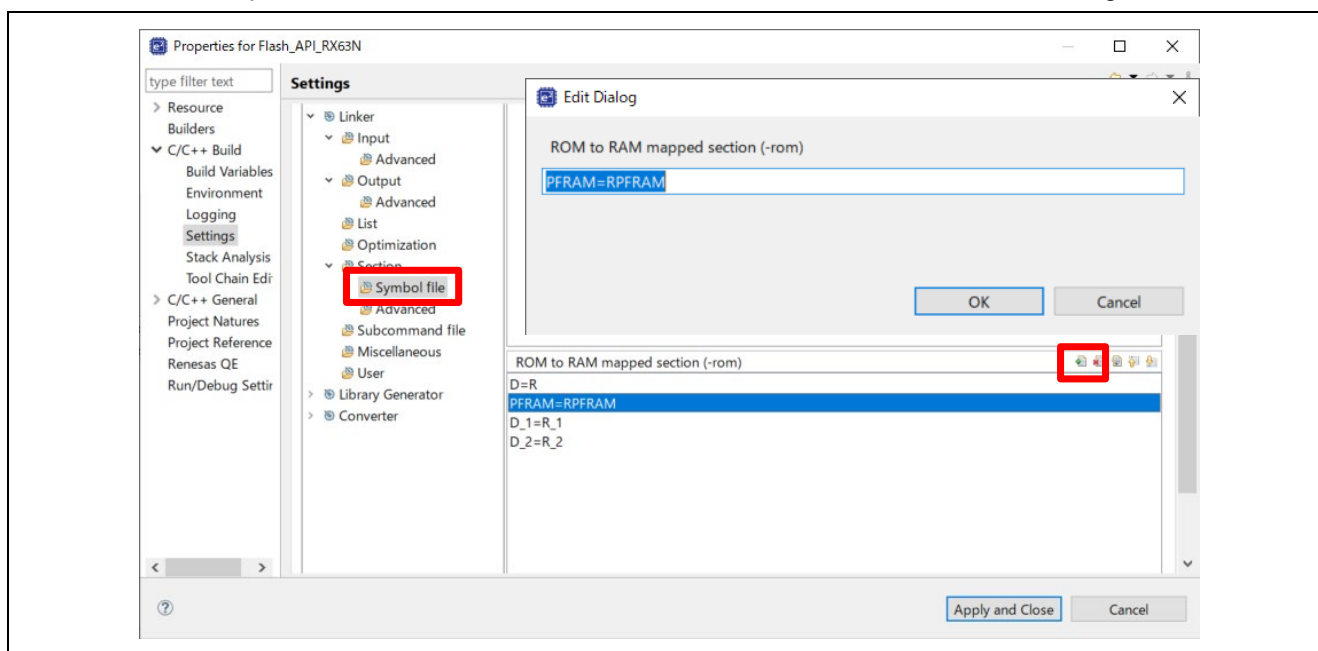 Properties for Flash_API_RX63N
type filter text
Settings
Resource
Builders
C/C++ Build
Build Variables
Environment
Logging
Settings
Stack Analysis
Tool Chain Edi
C/C++ General
Project Natures
Project Reference
Renesas QE
Run/Debug Settir
Linker
Input
Advanced
Output
Advanced
List
Optimization
Section
Symbol file
Advanced
Subcommand file
Miscellaneous
User
Library Generator
Converter
Edit Dialog
ROM to RAM mapped section (-rom)
PFRAM=RPFRAM
OK Cancel
ROM to RAM mapped section (-rom)
D=R
PFRAM=RPFRAM
D_1=R_1
D_2=R_2
Apply and Close Cancel